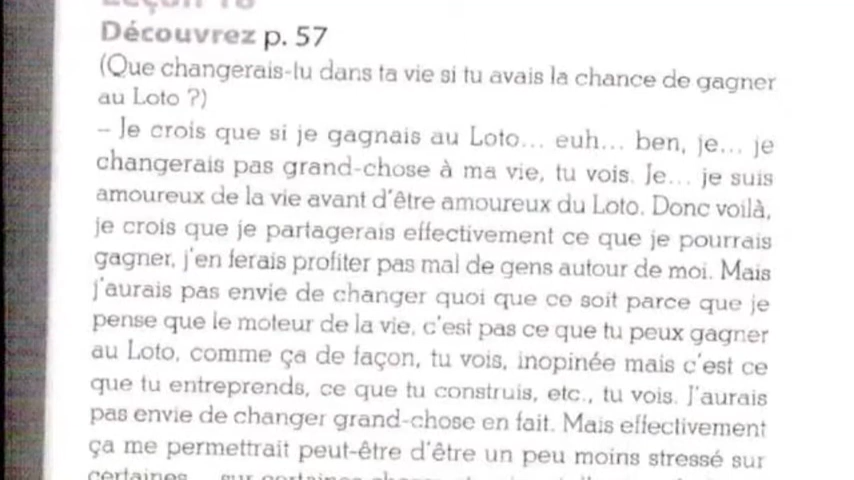 Leçon 18
Découvrez p. 57
(Que changerais-tu dans ta vie si tu avais la chance de gagner
au Loto ?)
– Je crois que si je gagnais au Loto... euh... ben, je... je
changerais pas grand-chose à ma vie, tu vois. Je... je suis
amoureux de la vie avant d'être amoureux du Loto. Donc voilà,
je crois que je partagerais effectivement ce que je pourrais
gagner, j'en ferais profiter pas mal de gens autour de moi. Mais
j'aurais pas envie de changer quoi que ce soit parce que je
pense que le moteur de la vie, c'est pas ce que tu peux gagner
au Loto, comme ça de façon, tu vois, inopinée mais c'est ce
que tu entreprends, ce que tu construis, etc., tu vois. J'aurais
pas envie de changer grand-chose en fait. Mais effectivement
ça me permettrait peut-être d'être un peu moins stressé sur
certaines... sur certaines